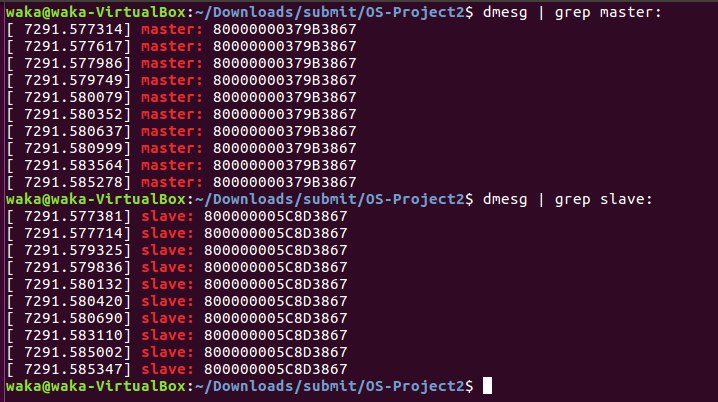 waka@waka-VirtualBox:~/Downloads/submit/OS-Project2$ dmesg | grep master:
[ 7291.577314] master: 80000000379B3867
[ 7291.577617] master: 80000000379B3867
[ 7291.577986] master: 80000000379B3867
[ 7291.579749] master: 80000000379B3867
[ 7291.580079] master: 80000000379B3867
[ 7291.580352] master: 80000000379B3867
[ 7291.580637] master: 80000000379B3867
[ 7291.580999] master: 80000000379B3867
[ 7291.583564] master: 80000000379B3867
[ 7291.585278] master: 80000000379B3867
waka@waka-VirtualBox:~/Downloads/submit/OS-Project2$ dmesg | grep slave:
[ 7291.577381] slave: 800000005C8D3867
[ 7291.577714] slave: 800000005C8D3867
[ 7291.579325] slave: 800000005C8D3867
[ 7291.579836] slave: 800000005C8D3867
[ 7291.580132] slave: 800000005C8D3867
[ 7291.580420] slave: 800000005C8D3867
[ 7291.580690] slave: 800000005C8D3867
[ 7291.583110] slave: 800000005C8D3867
[ 7291.585002] slave: 800000005C8D3867
[ 7291.585347] slave: 800000005C8D3867
waka@waka-VirtualBox:~/Downloads/submit/OS-Project2$